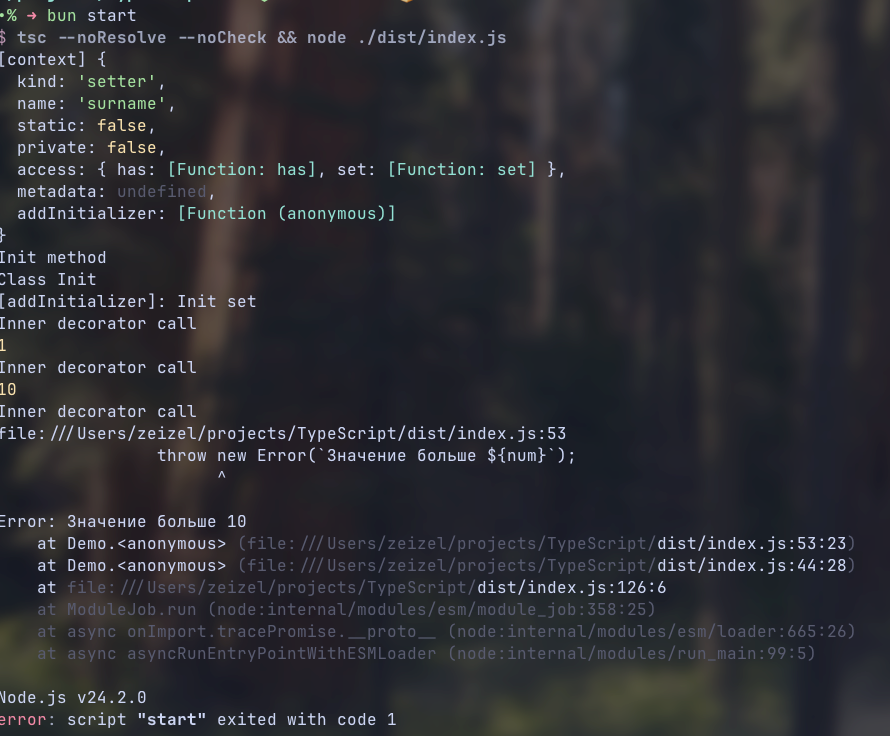 % → bun start
$ tsc --noResolve --noCheck && node ./dist/index.js
[context] {
  kind: 'setter',
  name: 'surname',
  static: false,
  private: false,
  access: { has: [Function: has], set: [Function: set] },
  metadata: undefined,
  addInitializer: [Function (anonymous)]
}
Init method
Class Init
[addInitializer]: Init set
Inner decorator call
1
Inner decorator call
10
Inner decorator call
file:///Users/zeizel/projects/TypeScript/dist/index.js:53
                throw new Error(`Значение больше ${num}`);
                      ^
Error: Значение больше 10
    at Demo.<anonymous> (file:///Users/zeizel/projects/TypeScript/dist/index.js:53:23)
    at Demo.<anonymous> (file:///Users/zeizel/projects/TypeScript/dist/index.js:44:28)
    at file:///Users/zeizel/projects/TypeScript/dist/index.js:126:6
    at ModuleJob.run (node:internal/modules/esm/module_job:358:25)
    at async onImport.tracePromise.__proto__ (node:internal/modules/esm/loader:665:26)
    at async asyncRunEntryPointWithESMLoader (node:internal/modules/run_main:99:5)
Node.js v24.2.0
error: script "start" exited with code 1